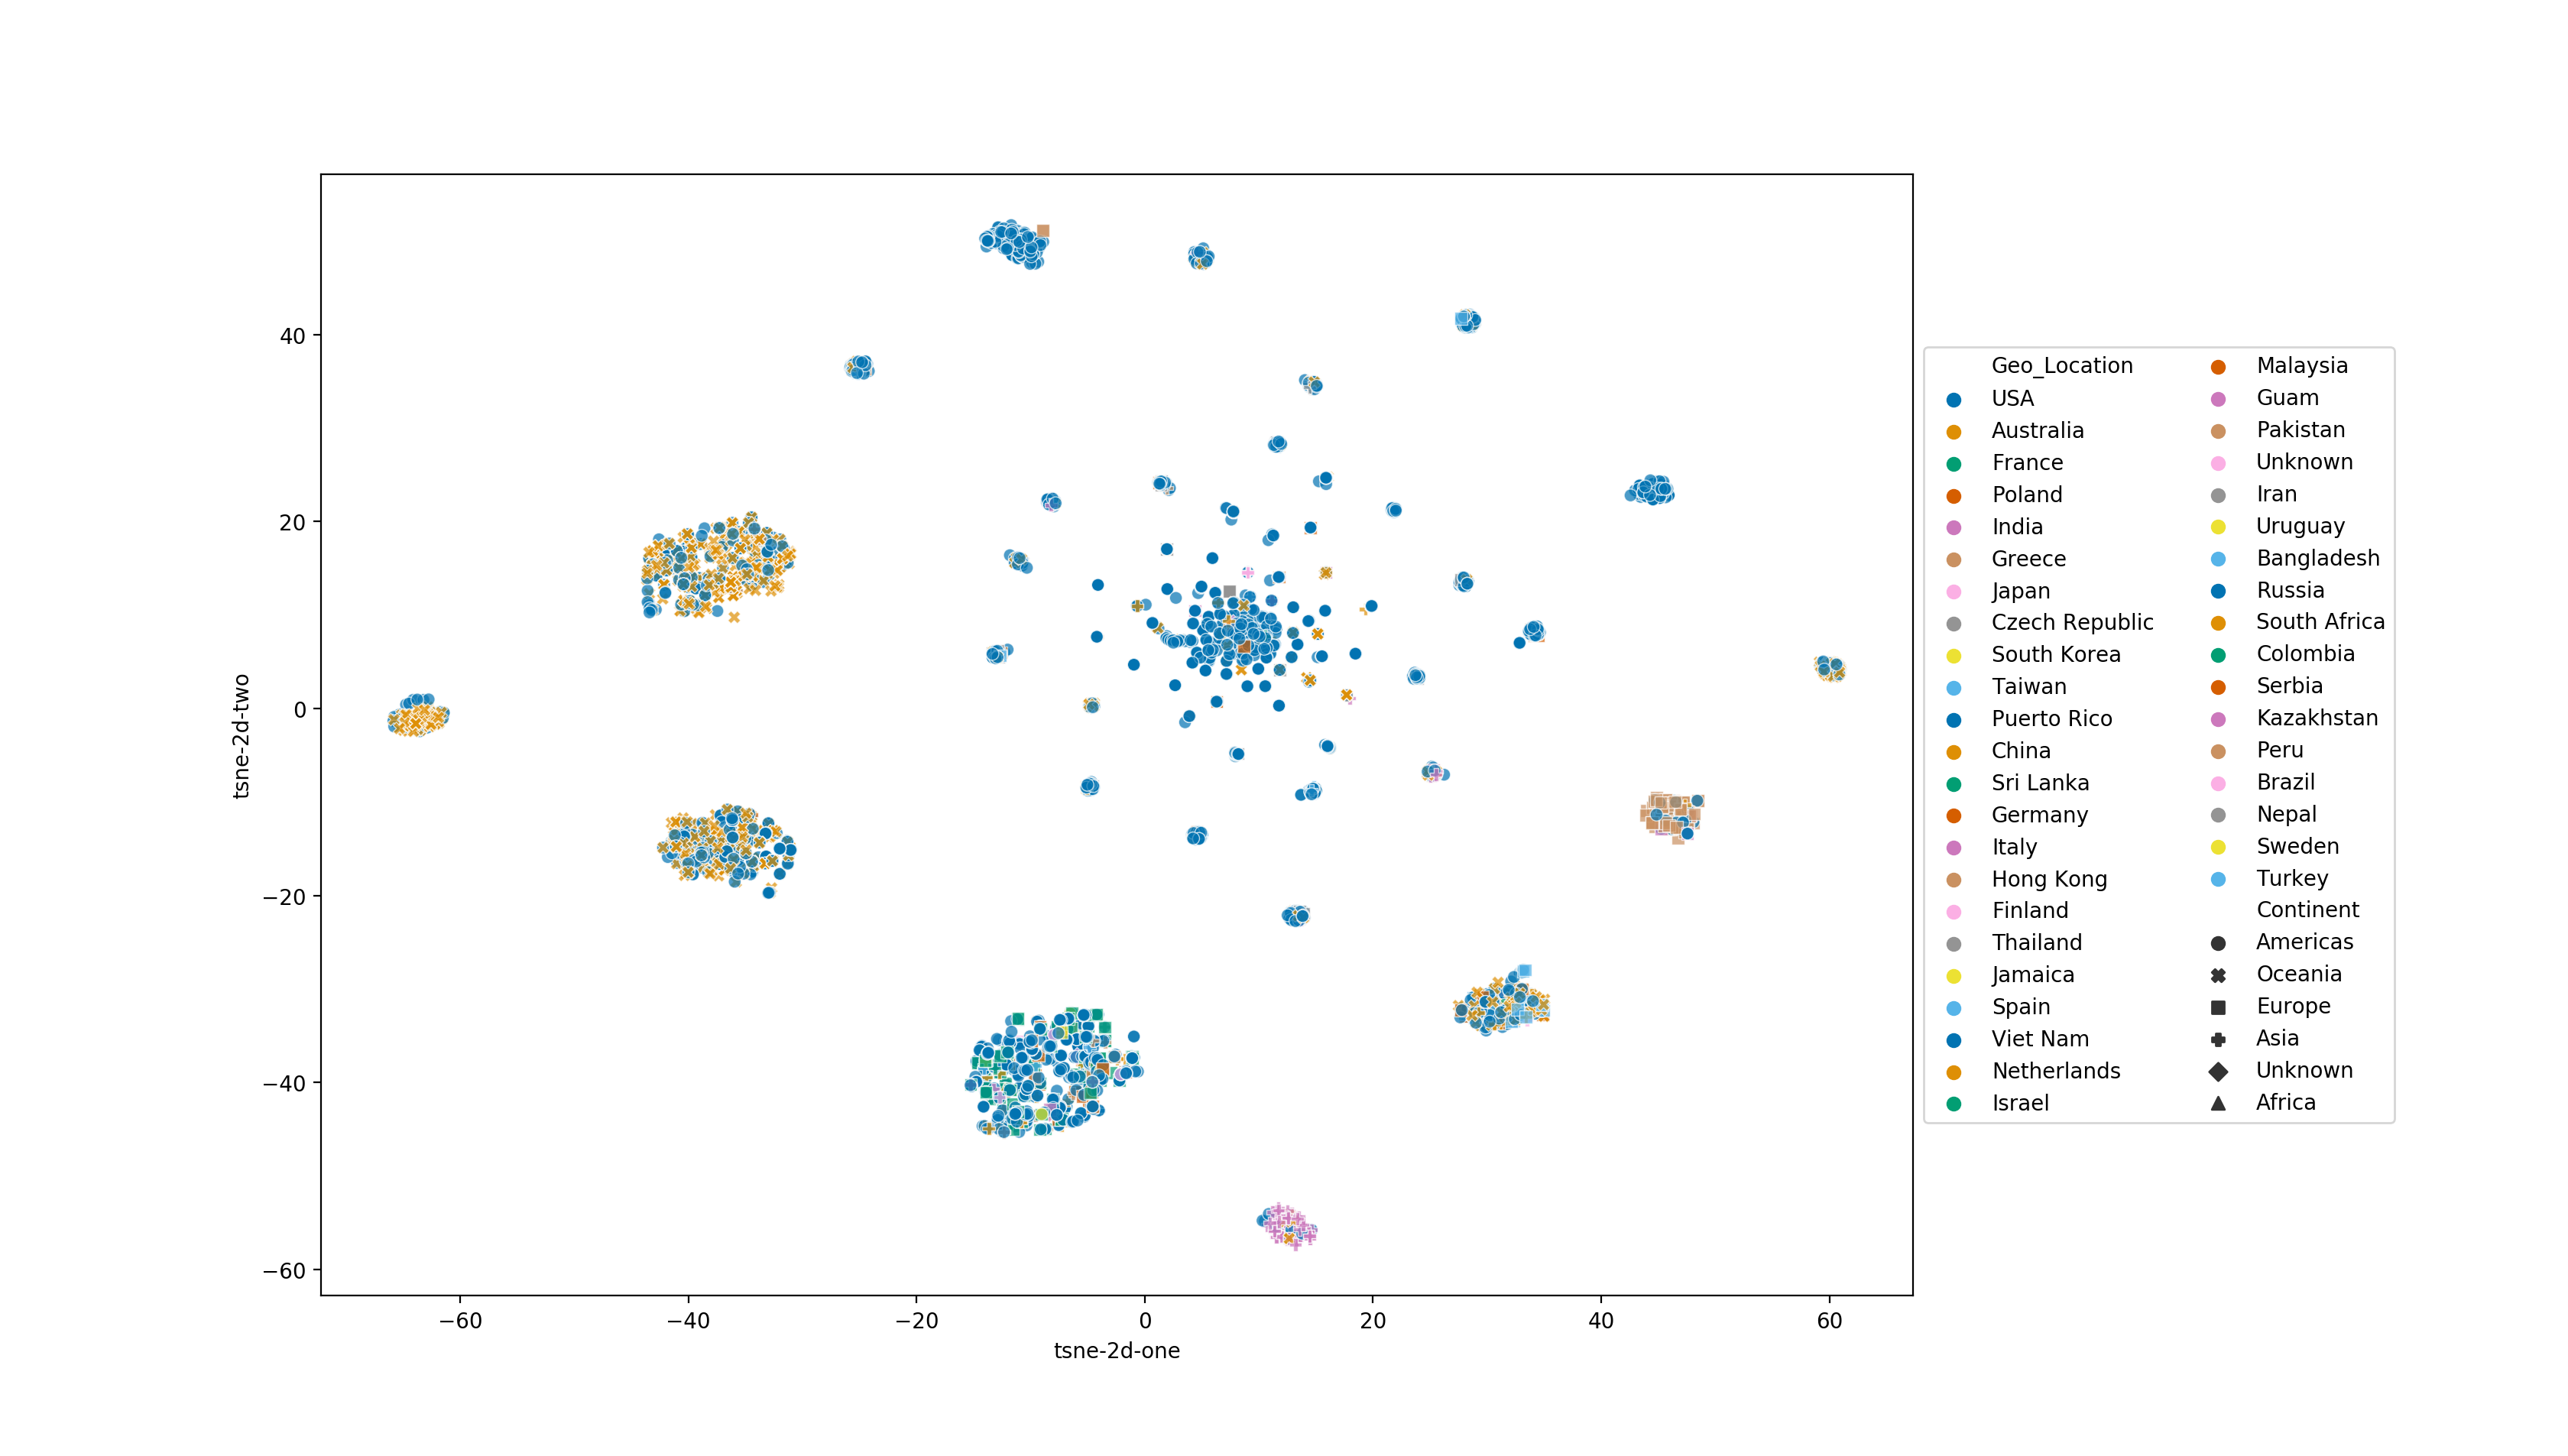 40
20
0
−20
−40
−60
tsne-2d-two
−60
−40
−20
0
20
40
60
tsne-2d-one
Geo_Location
USA
Australia
France
Poland
India
Greece
Japan
Czech Republic
South Korea
Taiwan
Puerto Rico
China
Sri Lanka
Germany
Italy
Hong Kong
Finland
Thailand
Jamaica
Spain
Viet Nam
Netherlands
Israel
Malaysia
Guam
Pakistan
Unknown
Iran
Uruguay
Bangladesh
Russia
South Africa
Colombia
Serbia
Kazakhstan
Peru
Brazil
Nepal
Sweden
Turkey
Continent
Americas
Oceania
Europe
Asia
Unknown
Africa